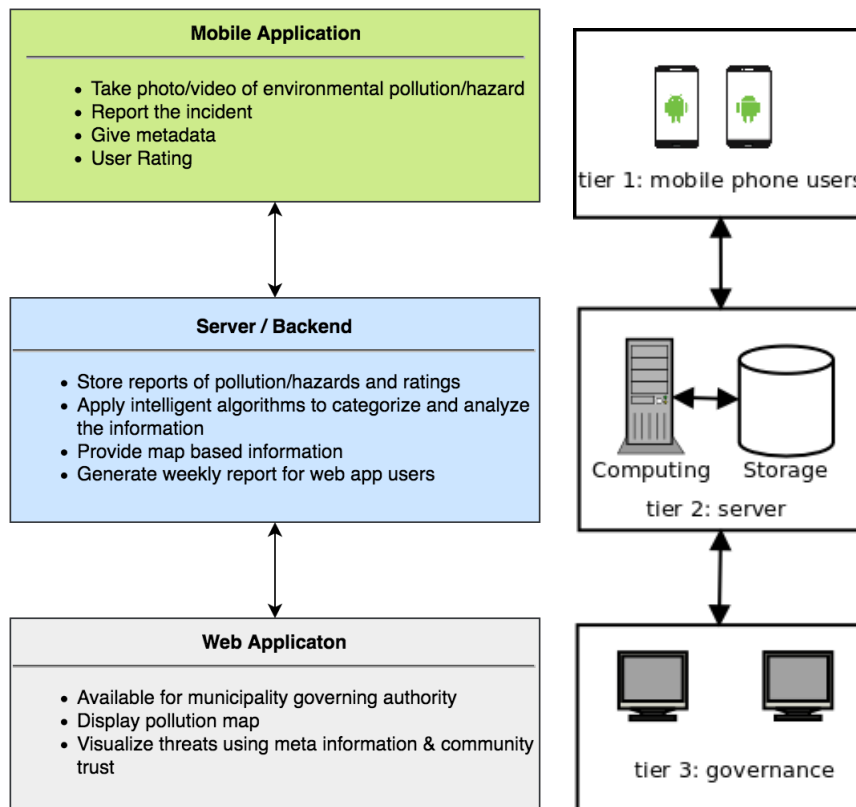 Mobile Application
• Take photo/video of environmental pollution/hazard
• Report the incident
• Give metadata
• User Rating
tier 1: mobile phone users
Server / Backend
• Store reports of pollution/hazards and ratings
• Apply intelligent algorithms to categorize and analyze
the information
• Provide map based information
• Generate weekly report for web app users
Computing
Storage
tier 2: server
Web Applicaton
• Available for municipality governing authority
• Display pollution map
• Visualize threats using meta information & community
trust
tier 3: governance